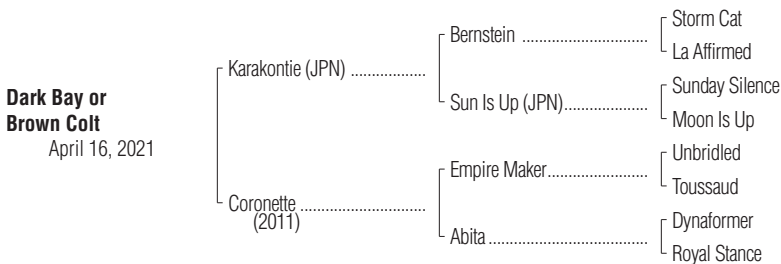 Dark Bay or
Brown Colt
April 16, 2021
Karakontie (JPN) ..................
Coronette ..............................
(2011)
Bernstein ..............................
Sun Is Up (JPN)....................
Empire Maker........................
Abita......................................
Storm Cat
La Affirmed
Sunday Silence
Moon Is Up
Unbridled
Toussaud
Dynaformer
Royal Stance